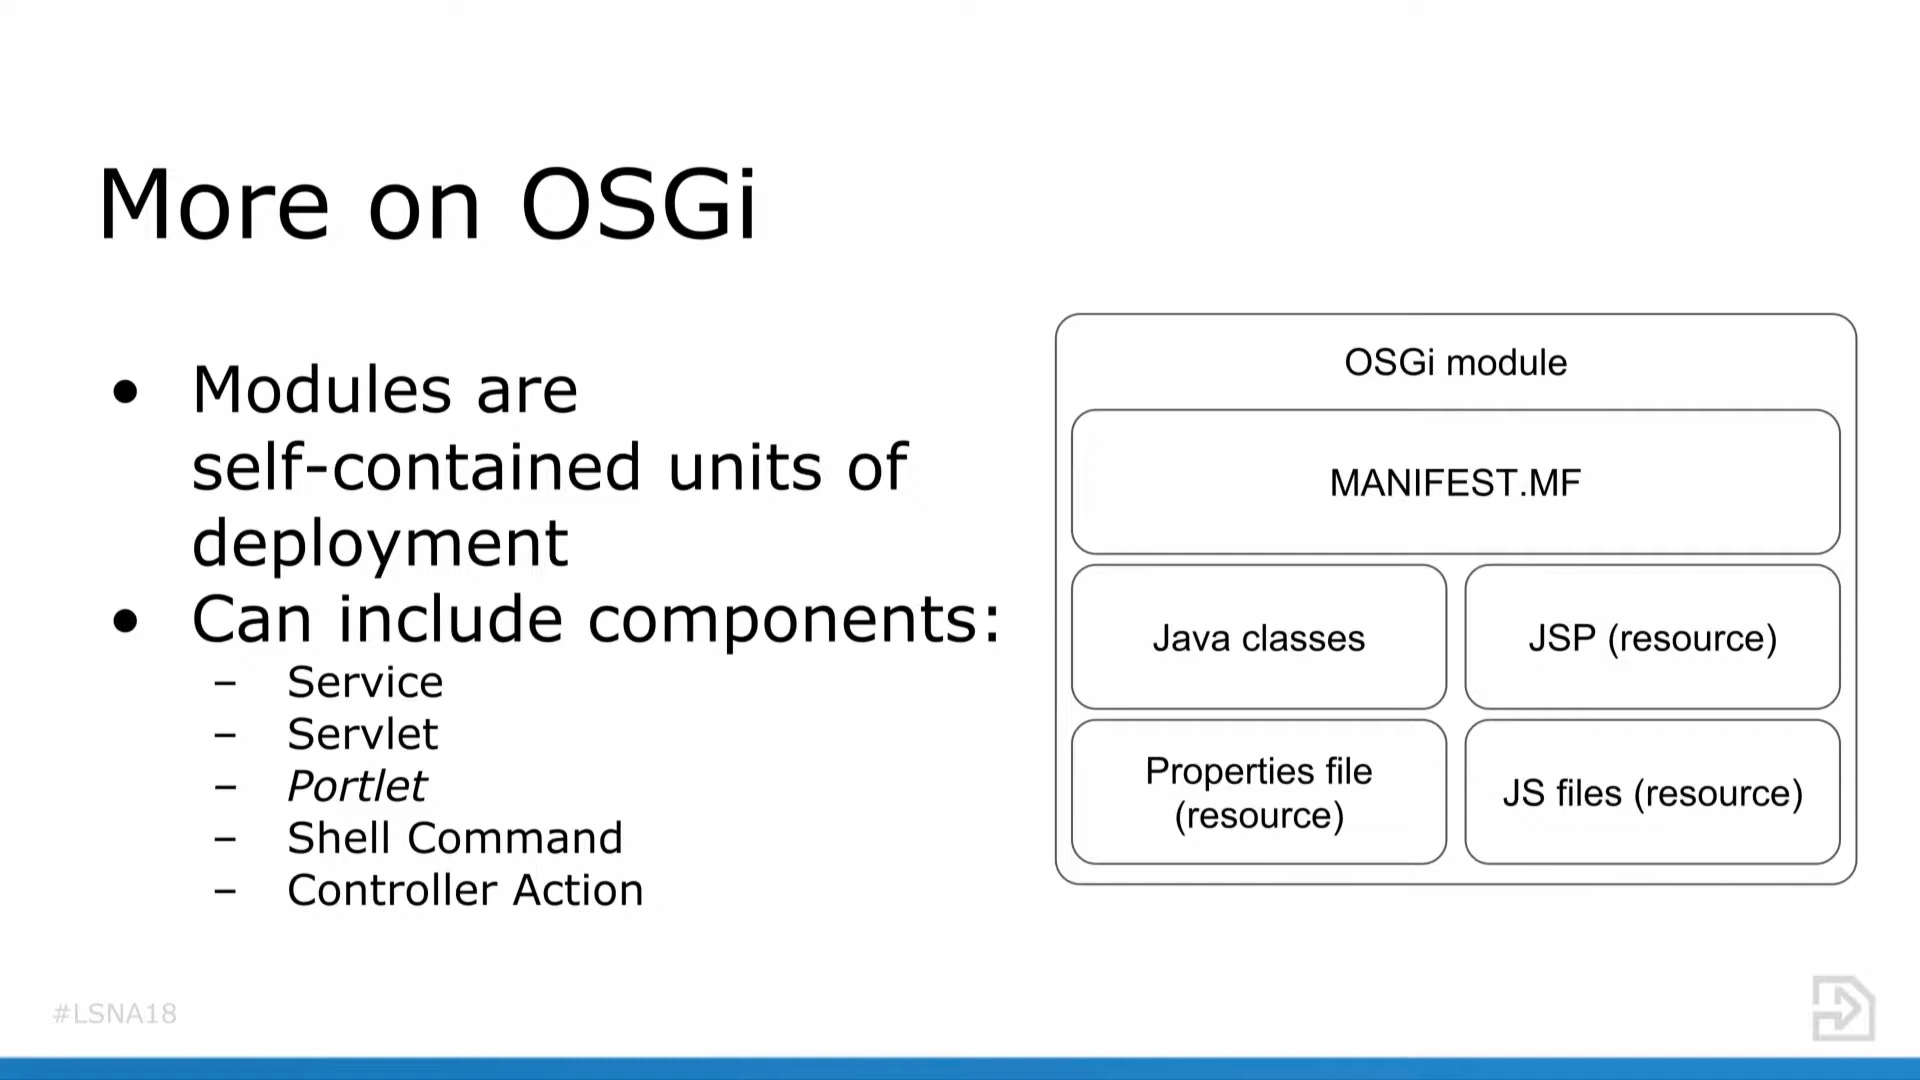 More on OSGi
• Modules are
self-contained units of
deployment
• Can include components:
– Service
– Servlet
– Portlet
– Shell Command
– Controller Action
OSGi module
MANIFEST.MF
Java classes
JSP (resource)
Properties file
(resource)
JS files (resource)
#LSNA18